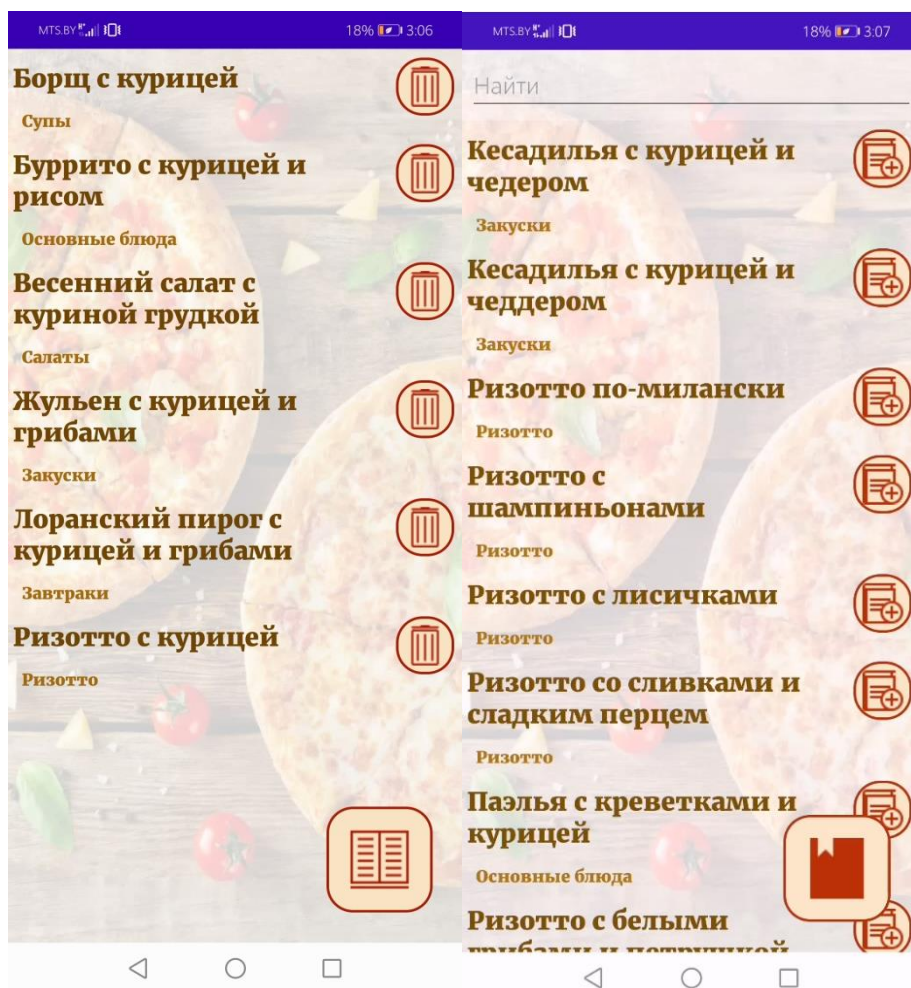 MTS.BY 18% 3:06
Борщ с курицей
Супы
Буррито с курицей и
рисом
Основные блюда
Весенний салат с
куриной грудкой
Салаты
Жульен с курицей и
грибами
Закуски
Лоранский пирог с
курицей и грибами
Завтраки
Ризотто с курицей
Ризотто
MTS.BY 18% 3:07
Найти
Кесадилья с курицей и
чедером
Закуски
Кесадилья с курицей и
чеддером
Закуски
Ризотто по-милански
Ризотто
Ризотто с
шампиньонами
Ризотто
Ризотто с лисичками
Ризотто
Ризотто со сливками и
сладким перцем
Ризотто
Паэлья с креветками и
курицей
Основные блюда
Ризотто с белыми
грибами и петрушкой